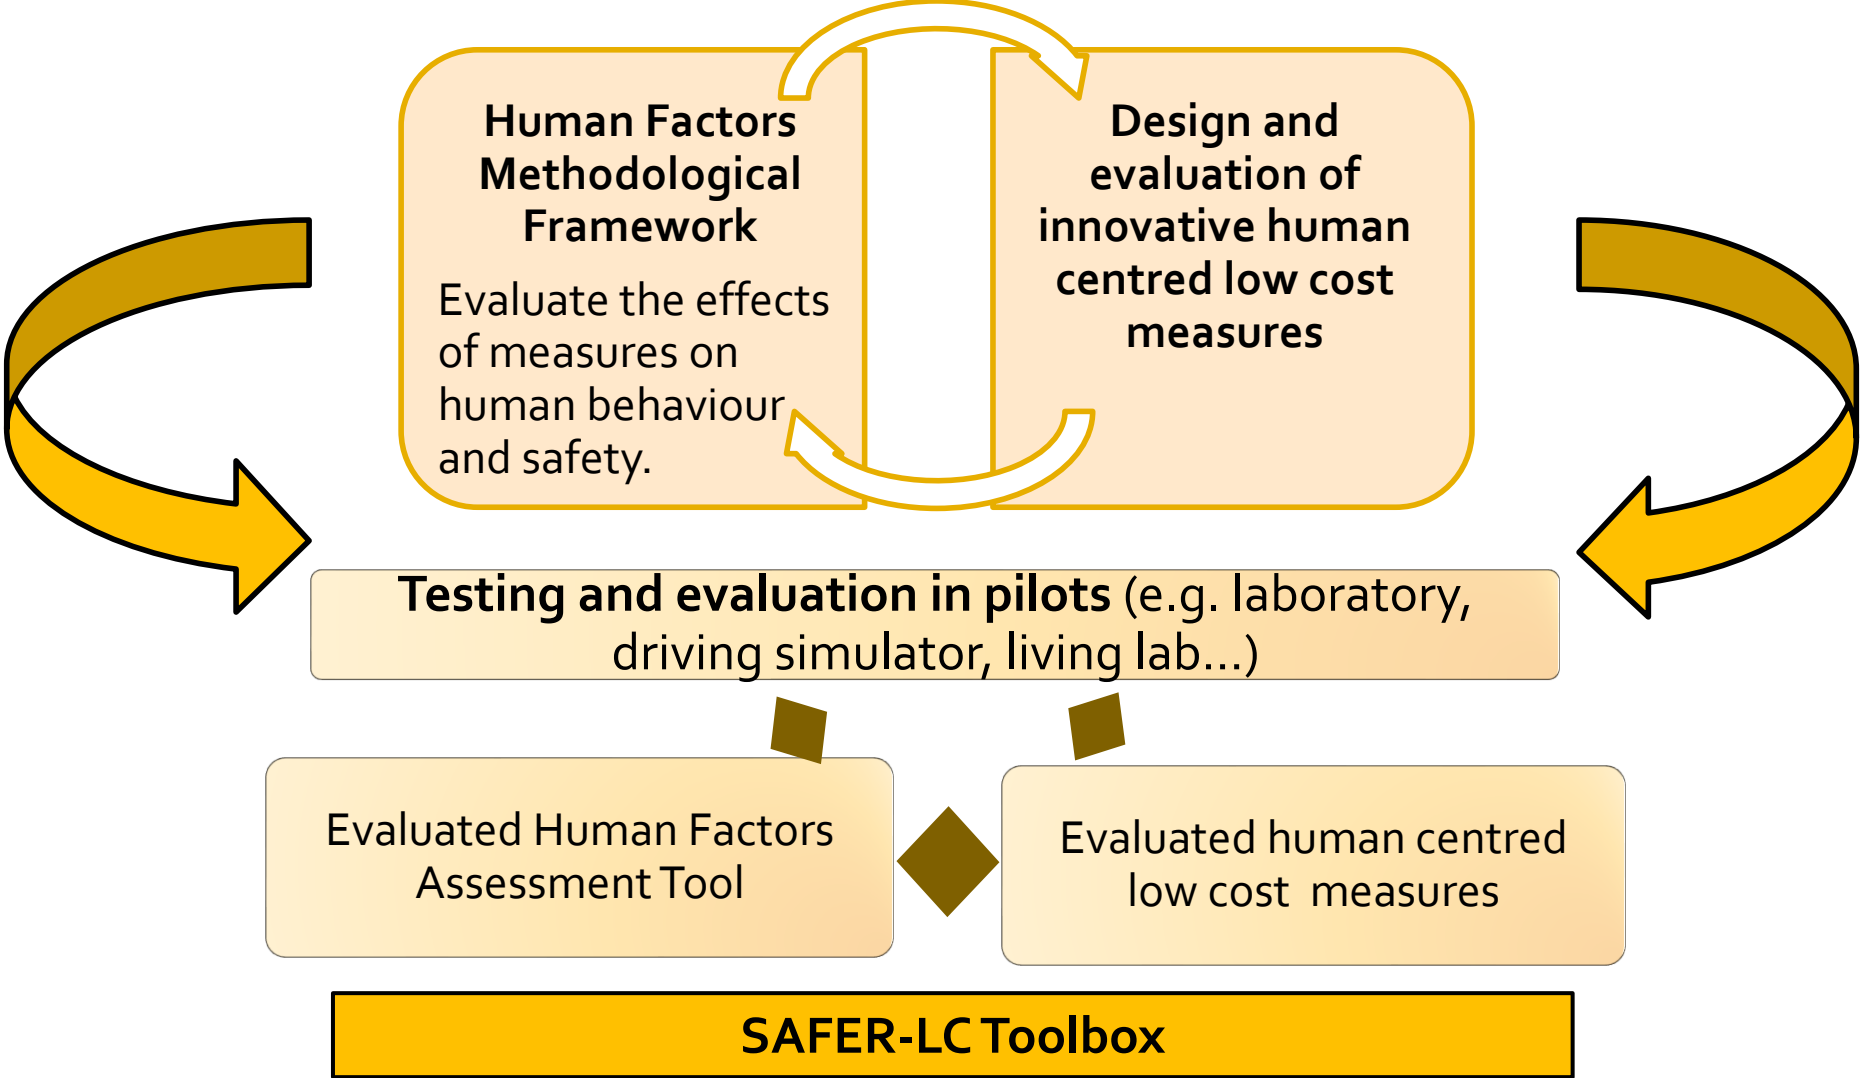 Human Factors
Methodological
Framework
Evaluate the effects
of measures on
human behaviour
and safety.
Design and
evaluation of
innovative human
centred low cost
measures
Testing and evaluation in pilots (e.g. laboratory,
driving simulator, living lab...)
Evaluated Human Factors
Assessment Tool
Evaluated human centred
low cost measures
SAFER-LC Toolbox